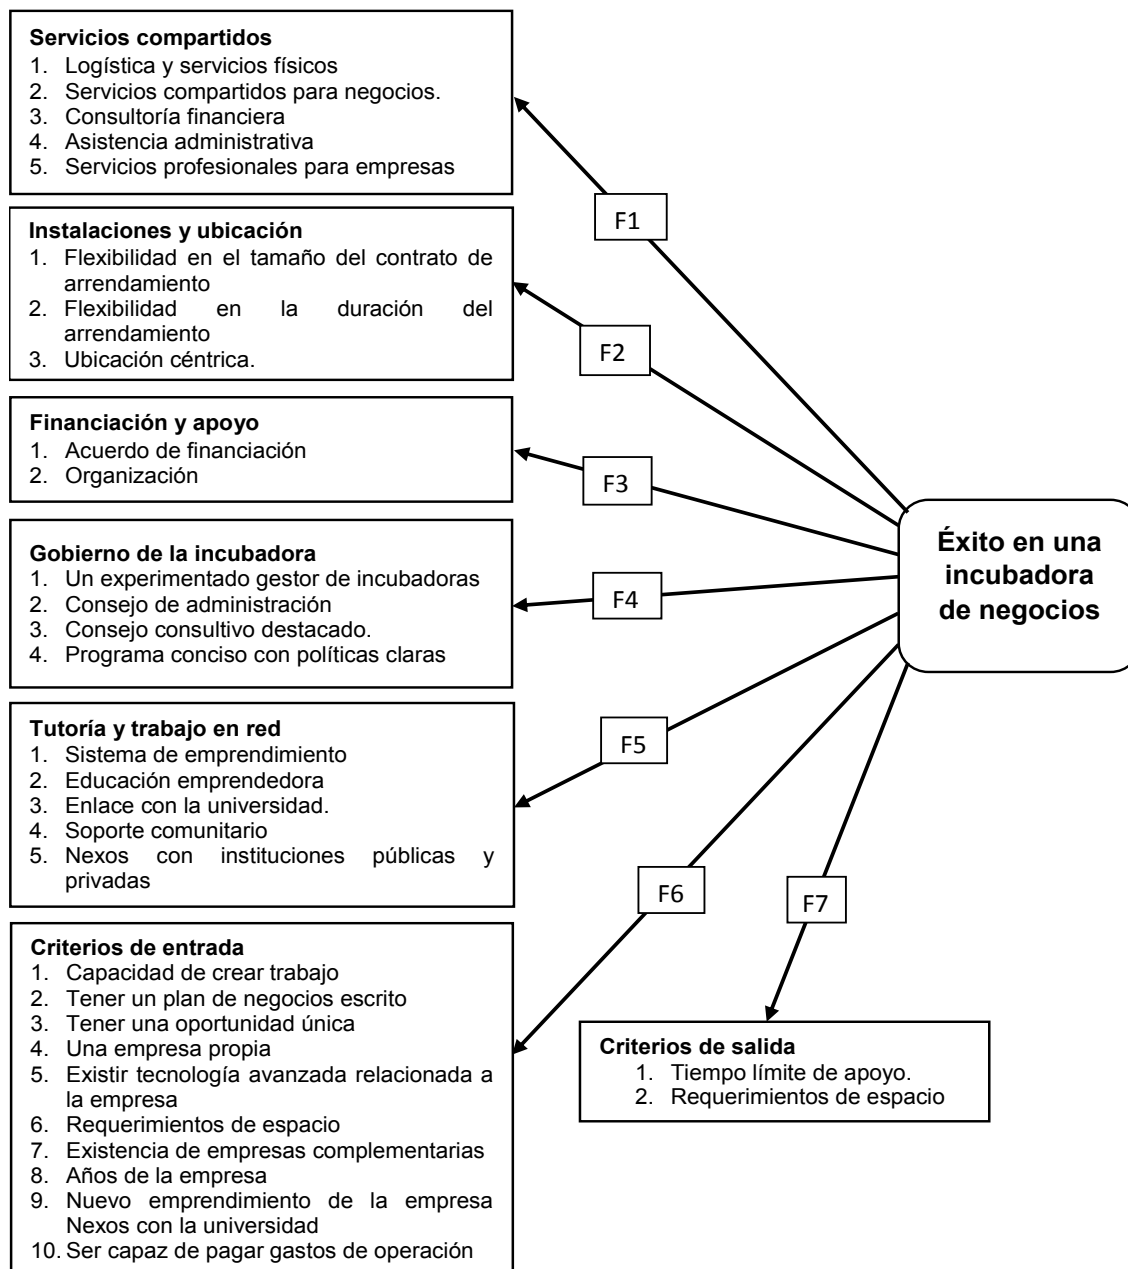 Servicios compartidos
1. Logística y servicios físicos
2. Servicios compartidos para negocios.
3. Consultoría financiera
4. Asistencia administrativa
5. Servicios profesionales para empresas
F1
Instalaciones y ubicación
1. Flexibilidad en el tamaño del contrato de
arrendamiento
2. Flexibilidad en la duración del
arrendamiento
3. Ubicación céntrica.
F2
Financiación y apoyo
1. Acuerdo de financiación
2. Organización
F3
Gobierno de la incubadora
1. Un experimentado gestor de incubadoras
2. Consejo de administración
3. Consejo consultivo destacado.
4. Programa conciso con políticas claras
F4
Éxito en una
incubadora
de negocios
Tutoría y trabajo en red
1. Sistema de emprendimiento
2. Educación emprendedora
3. Enlace con la universidad.
4. Soporte comunitario
5. Nexos con instituciones públicas y
privadas
F5
Criterios de entrada
1. Capacidad de crear trabajo
2. Tener un plan de negocios escrito
3. Tener una oportunidad única
4. Una empresa propia
5. Existir tecnología avanzada relacionada a
la empresa
6. Requerimientos de espacio
7. Existencia de empresas complementarias
8. Años de la empresa
9. Nuevo emprendimiento de la empresa
Nexos con la universidad
10. Ser capaz de pagar gastos de operación
F6
F7
Criterios de salida
1. Tiempo límite de apoyo.
2. Requerimientos de espacio